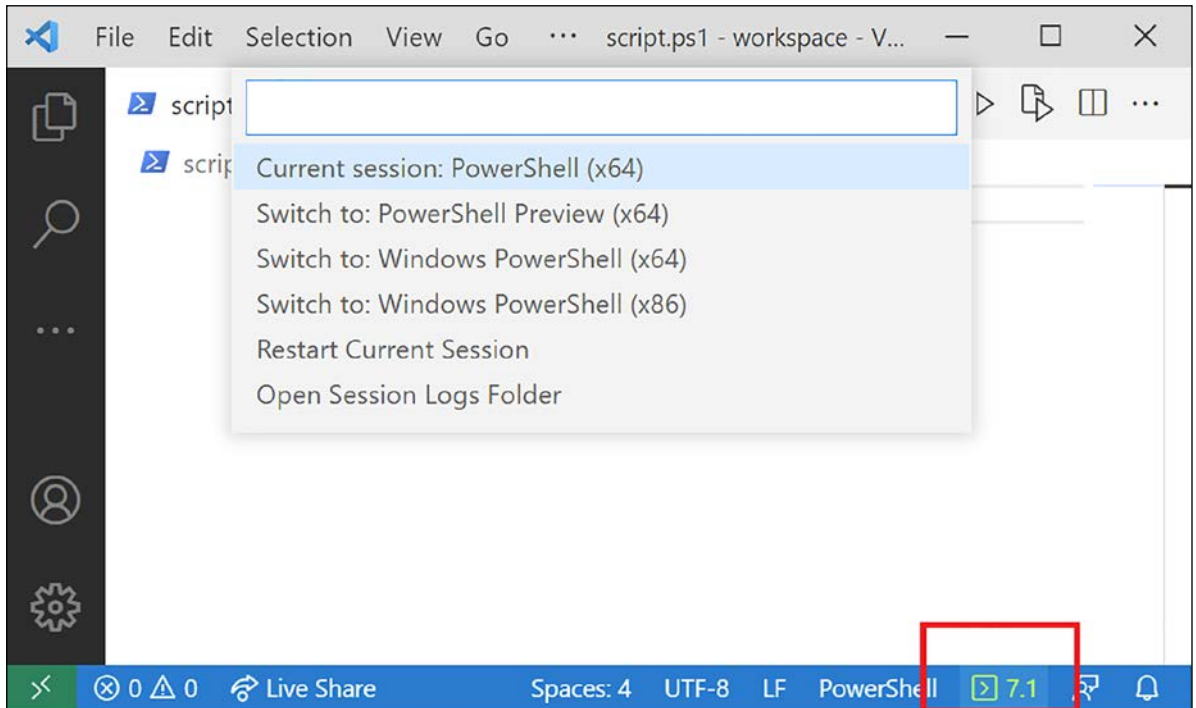 File Edit Selection View Go ··· script.ps1 - workspace - V...
script
scrip
Current session: PowerShell (x64)
Switch to: PowerShell Preview (x64)
Switch to: Windows PowerShell (x64)
Switch to: Windows PowerShell (x86)
Restart Current Session
Open Session Logs Folder
0 0 Live Share Spaces: 4 UTF-8 LF PowerShell 7.1